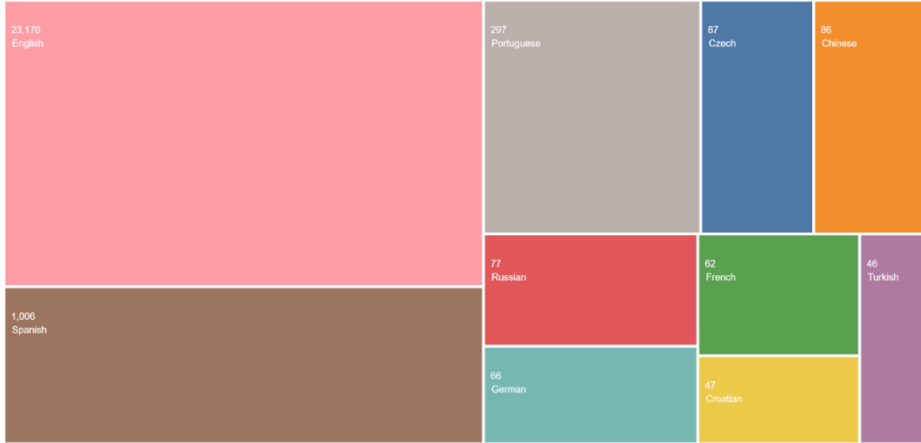 23,170
English
297
Portuguese
87
Czech
86
Chinese
1,006
Spanish
77
Russian
62
French
46
Turkish
66
German
47
Croatian